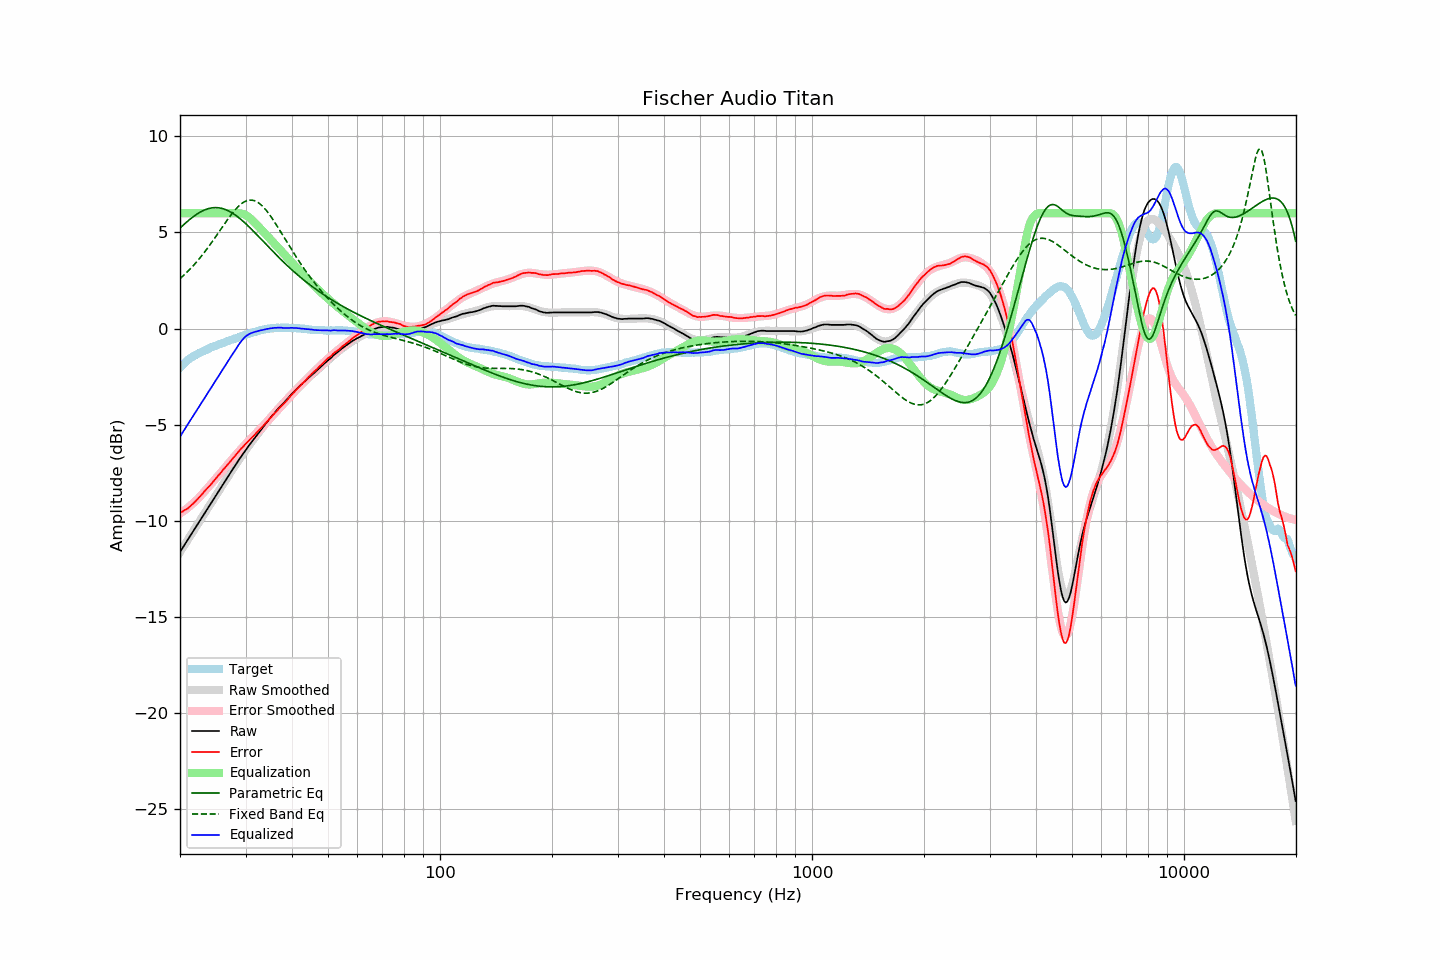 Fischer Audio Titan
Amplitude (dBr)
10
5
0
−5
−10
−15
−20
−25
Target
Raw Smoothed
Error Smoothed
Raw
Error
Equalization
Parametric Eq
Fixed Band Eq
Equalized
100
1000
10000
Frequency (Hz)